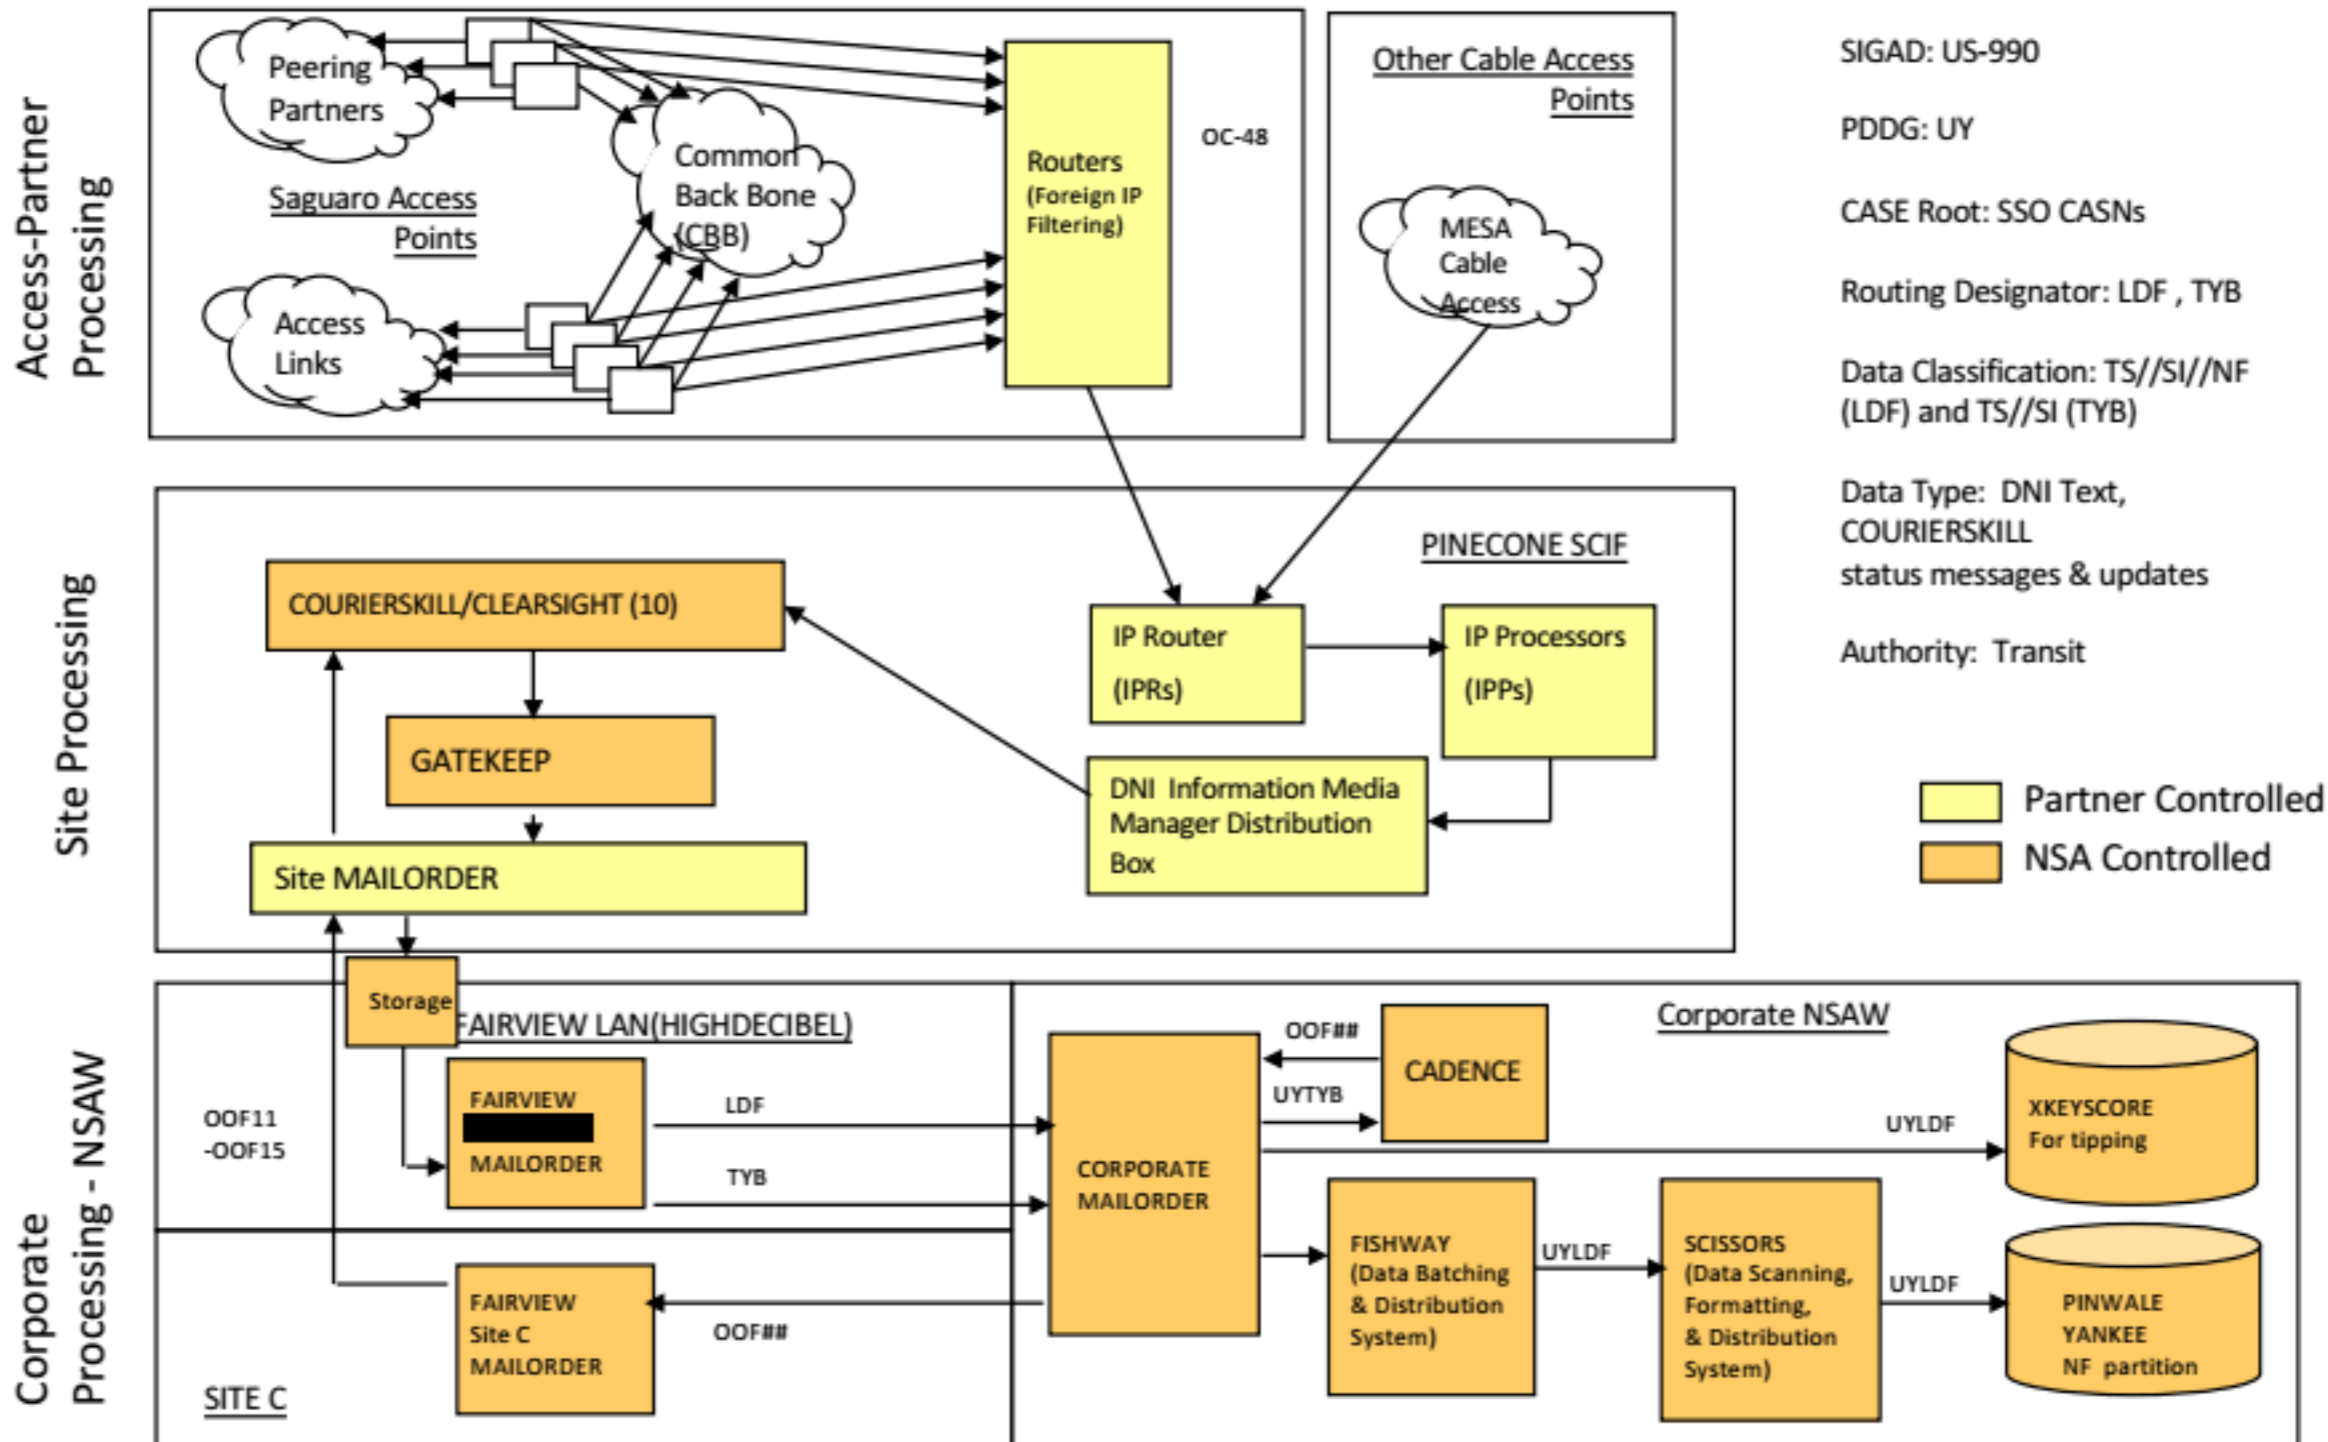 Access-Partner
Processing
Peering
Partners
Saguaro Access
Points
Common
Back Bone
(CBB)
Access
Links
Routers
(Foreign IP
Filtering)
OC-48
Other Cable Access
Points
MESA
Cable
Access
SIGAD: US-990
PDDG: UY
CASE Root: SSO CASNs
Routing Designator: LDF , TYB
Data Classification: TS//SI//NF
(LDF) and TS//SI (TYB)
Data Type: DNI Text,
COURIERSKILL
status messages & updates
Authority: Transit
Partner Controlled
NSA Controlled
Site Processing
PINECONE SCIF
COURIERSKILL/CLEARSIGHT (10)
GATEKEEP
Site MAILORDER
IP Router
(IPRs)
IP Processors
(IPPs)
DNI Information Media
Manager Distribution
Box
Corporate
Processing - NSAW
Storage
FAIRVIEW LAN(HIGHDECIBEL)
OOF11
-OOF15
FAIRVIEW
MAILORDER
LDF
TYB
SITE C
FAIRVIEW
Site C
MAILORDER
OOF##
Corporate NSAW
CORPORATE
MAILORDER
OOF##
UYTYB
CADENCE
UYLDF
XKEYSCORE
For tipping
FISHWAY
(Data Batching
& Distribution
System)
UYLDF
SCISSORS
(Data Scanning,
Formatting,
& Distribution
System)
UYLDF
PINWALE
YANKEE
NF partition